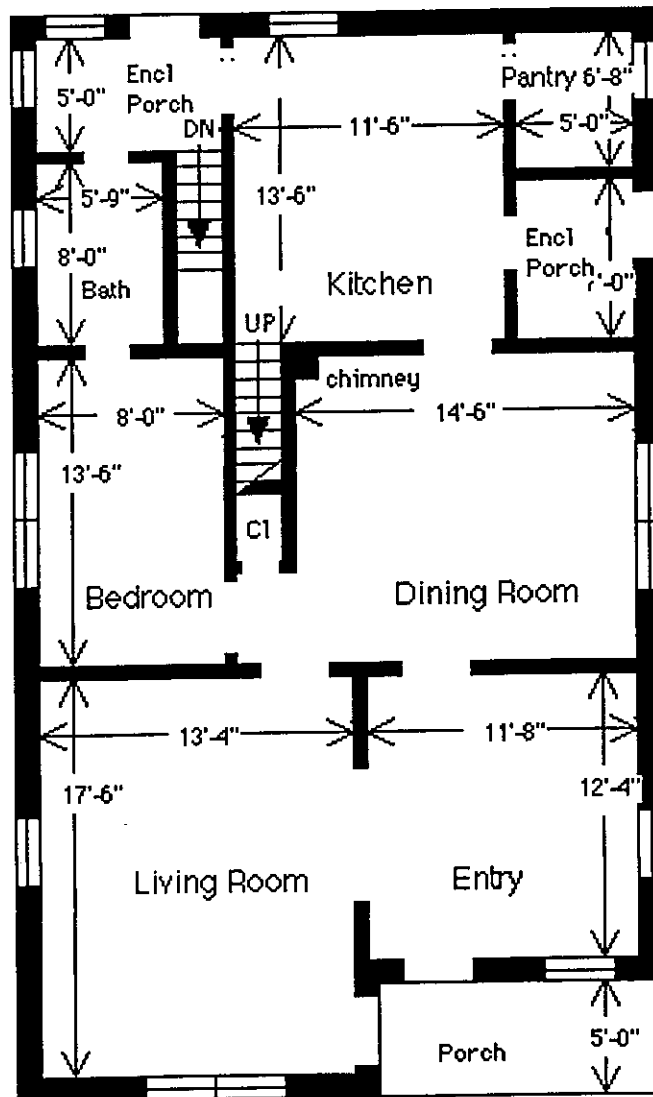 5'-0"
Encl
Porch
DN
11'-6"
13'-6"
Pantry 6'-8"
5'-0"
5'-9"
8'-0"
Bath
Kitchen
Encl
Porch
UP
chimney
8'-0"
14'-6"
13'-6"
Cl
Bedroom
Dining Room
13'-4"
11'-8"
17'-6"
12'-4"
Living Room
Entry
Porch
5'-0"